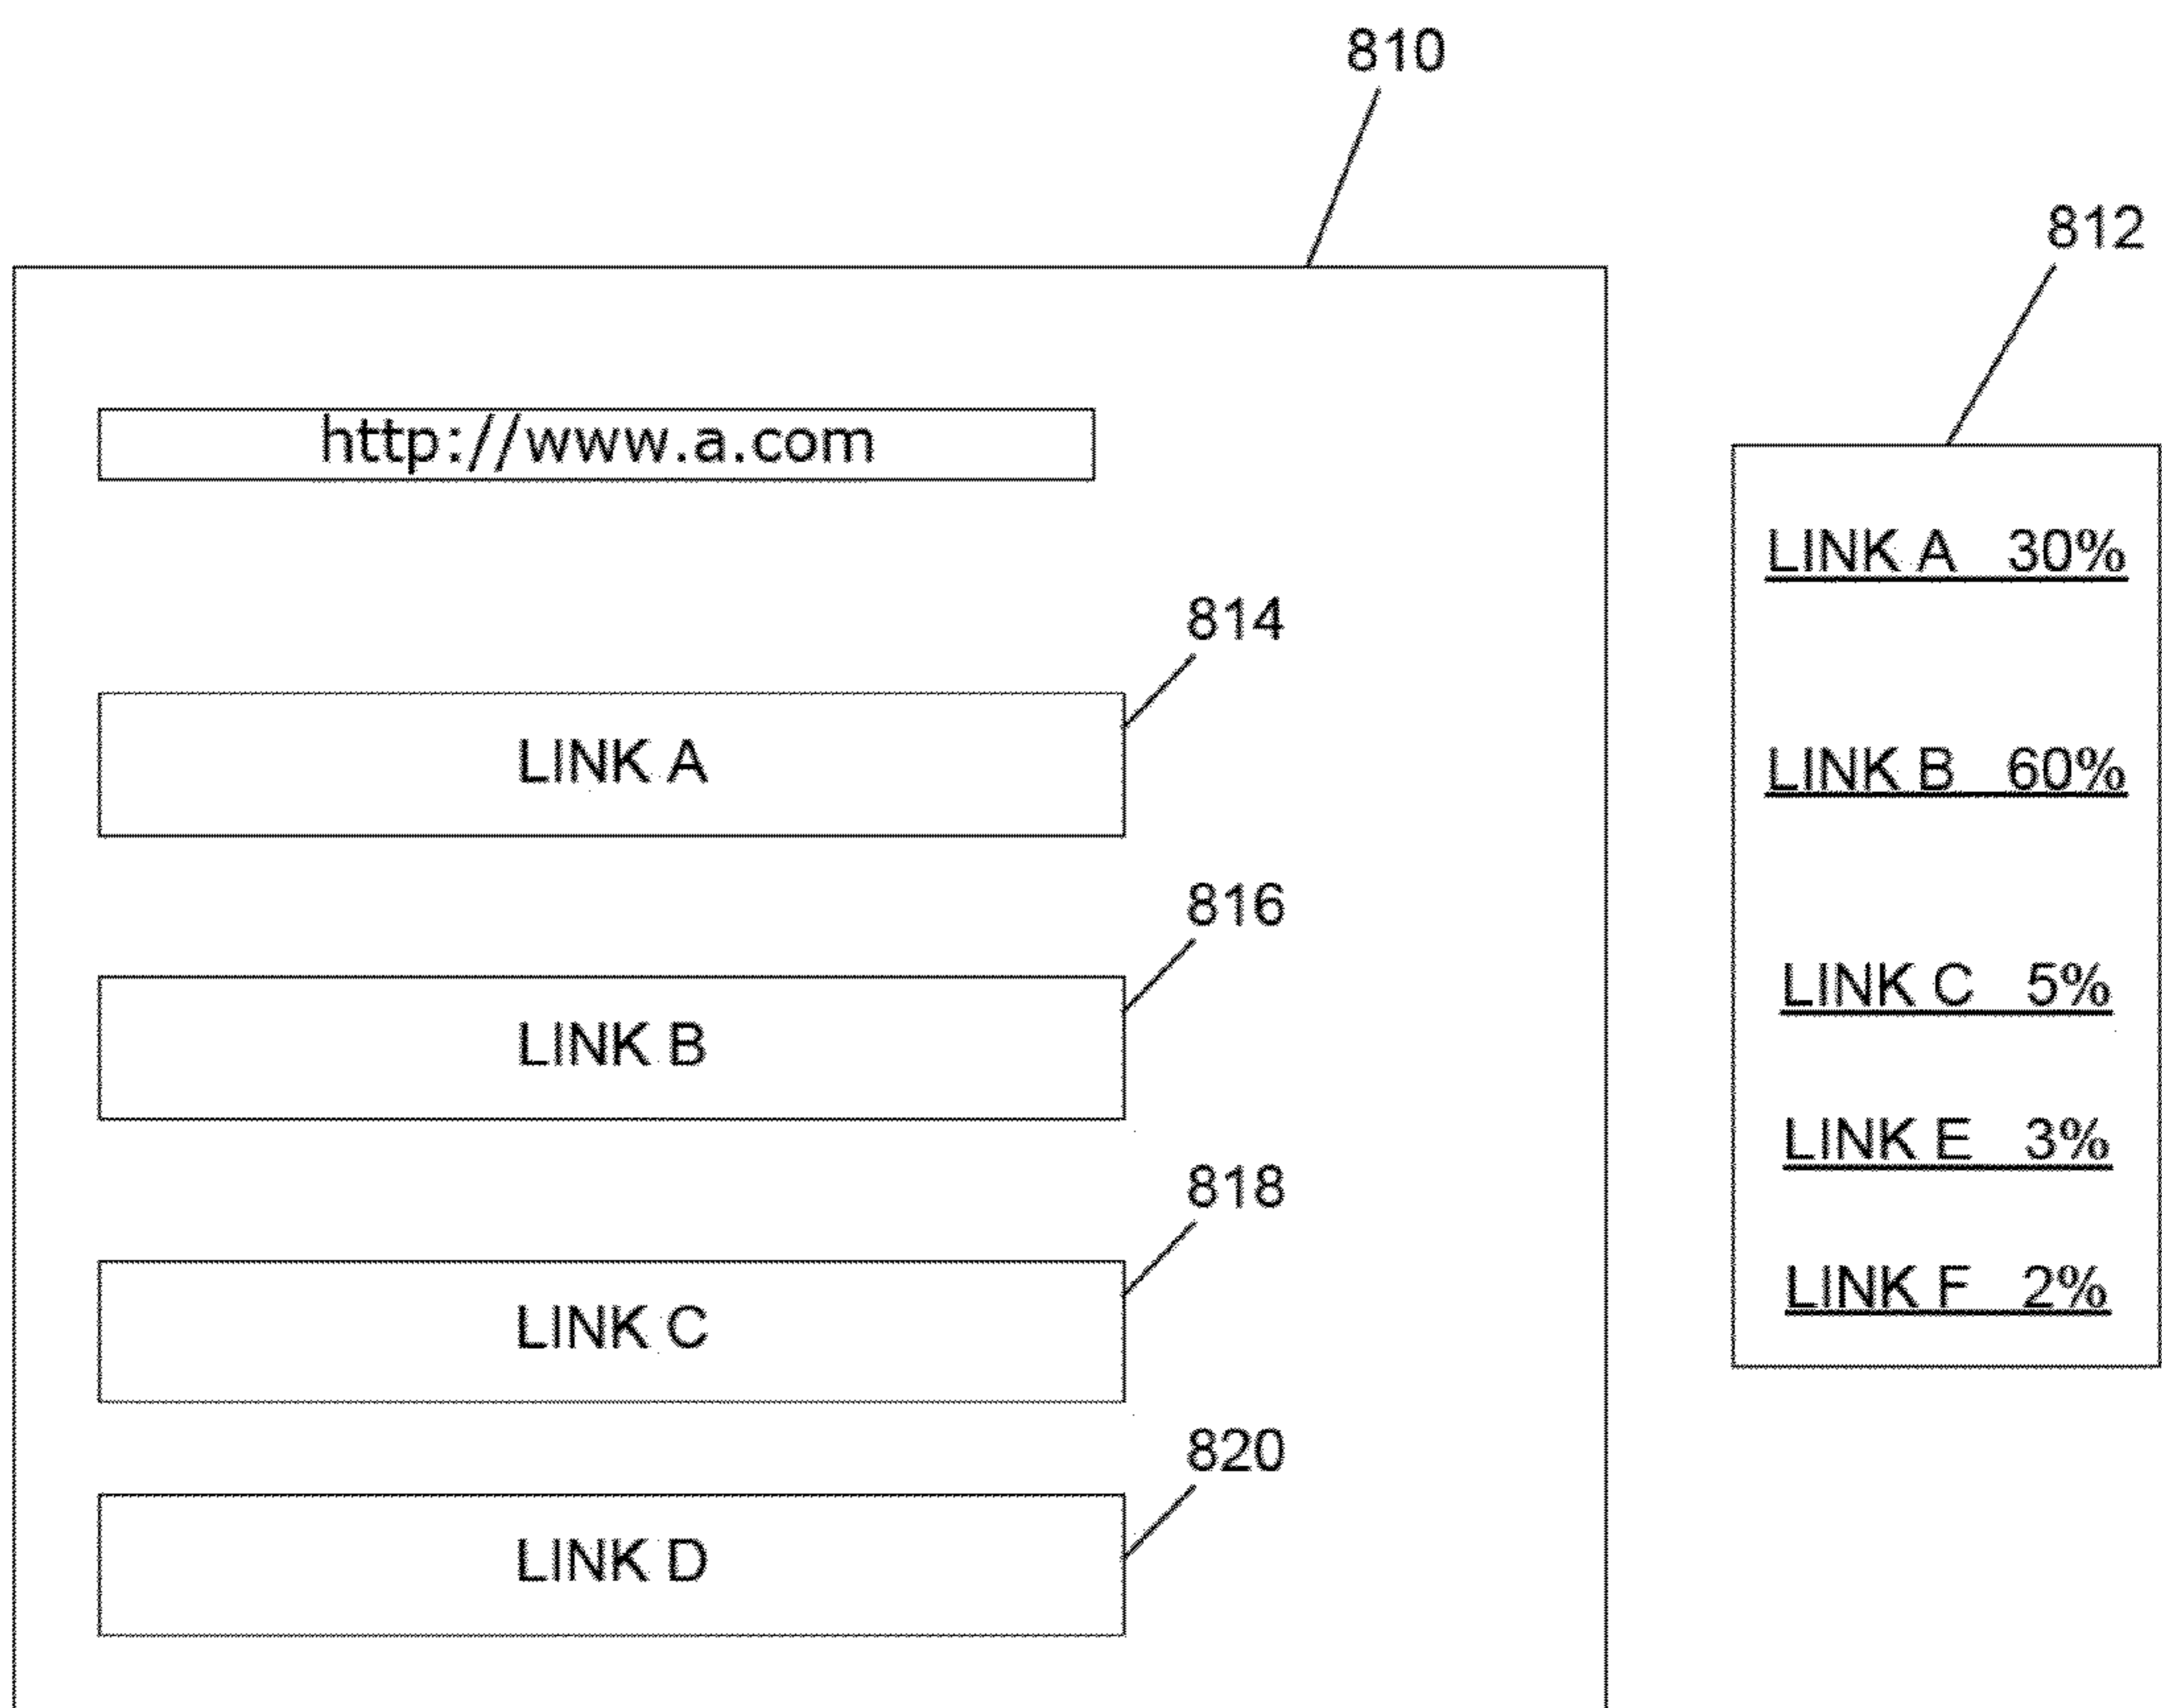 810
812
http://www.a.com
814
LINK A
816
LINK B
818
LINK C
820
LINK D
LINK A 30%
LINK B 60%
LINK C 5%
LINK E 3%
LINK F 2%